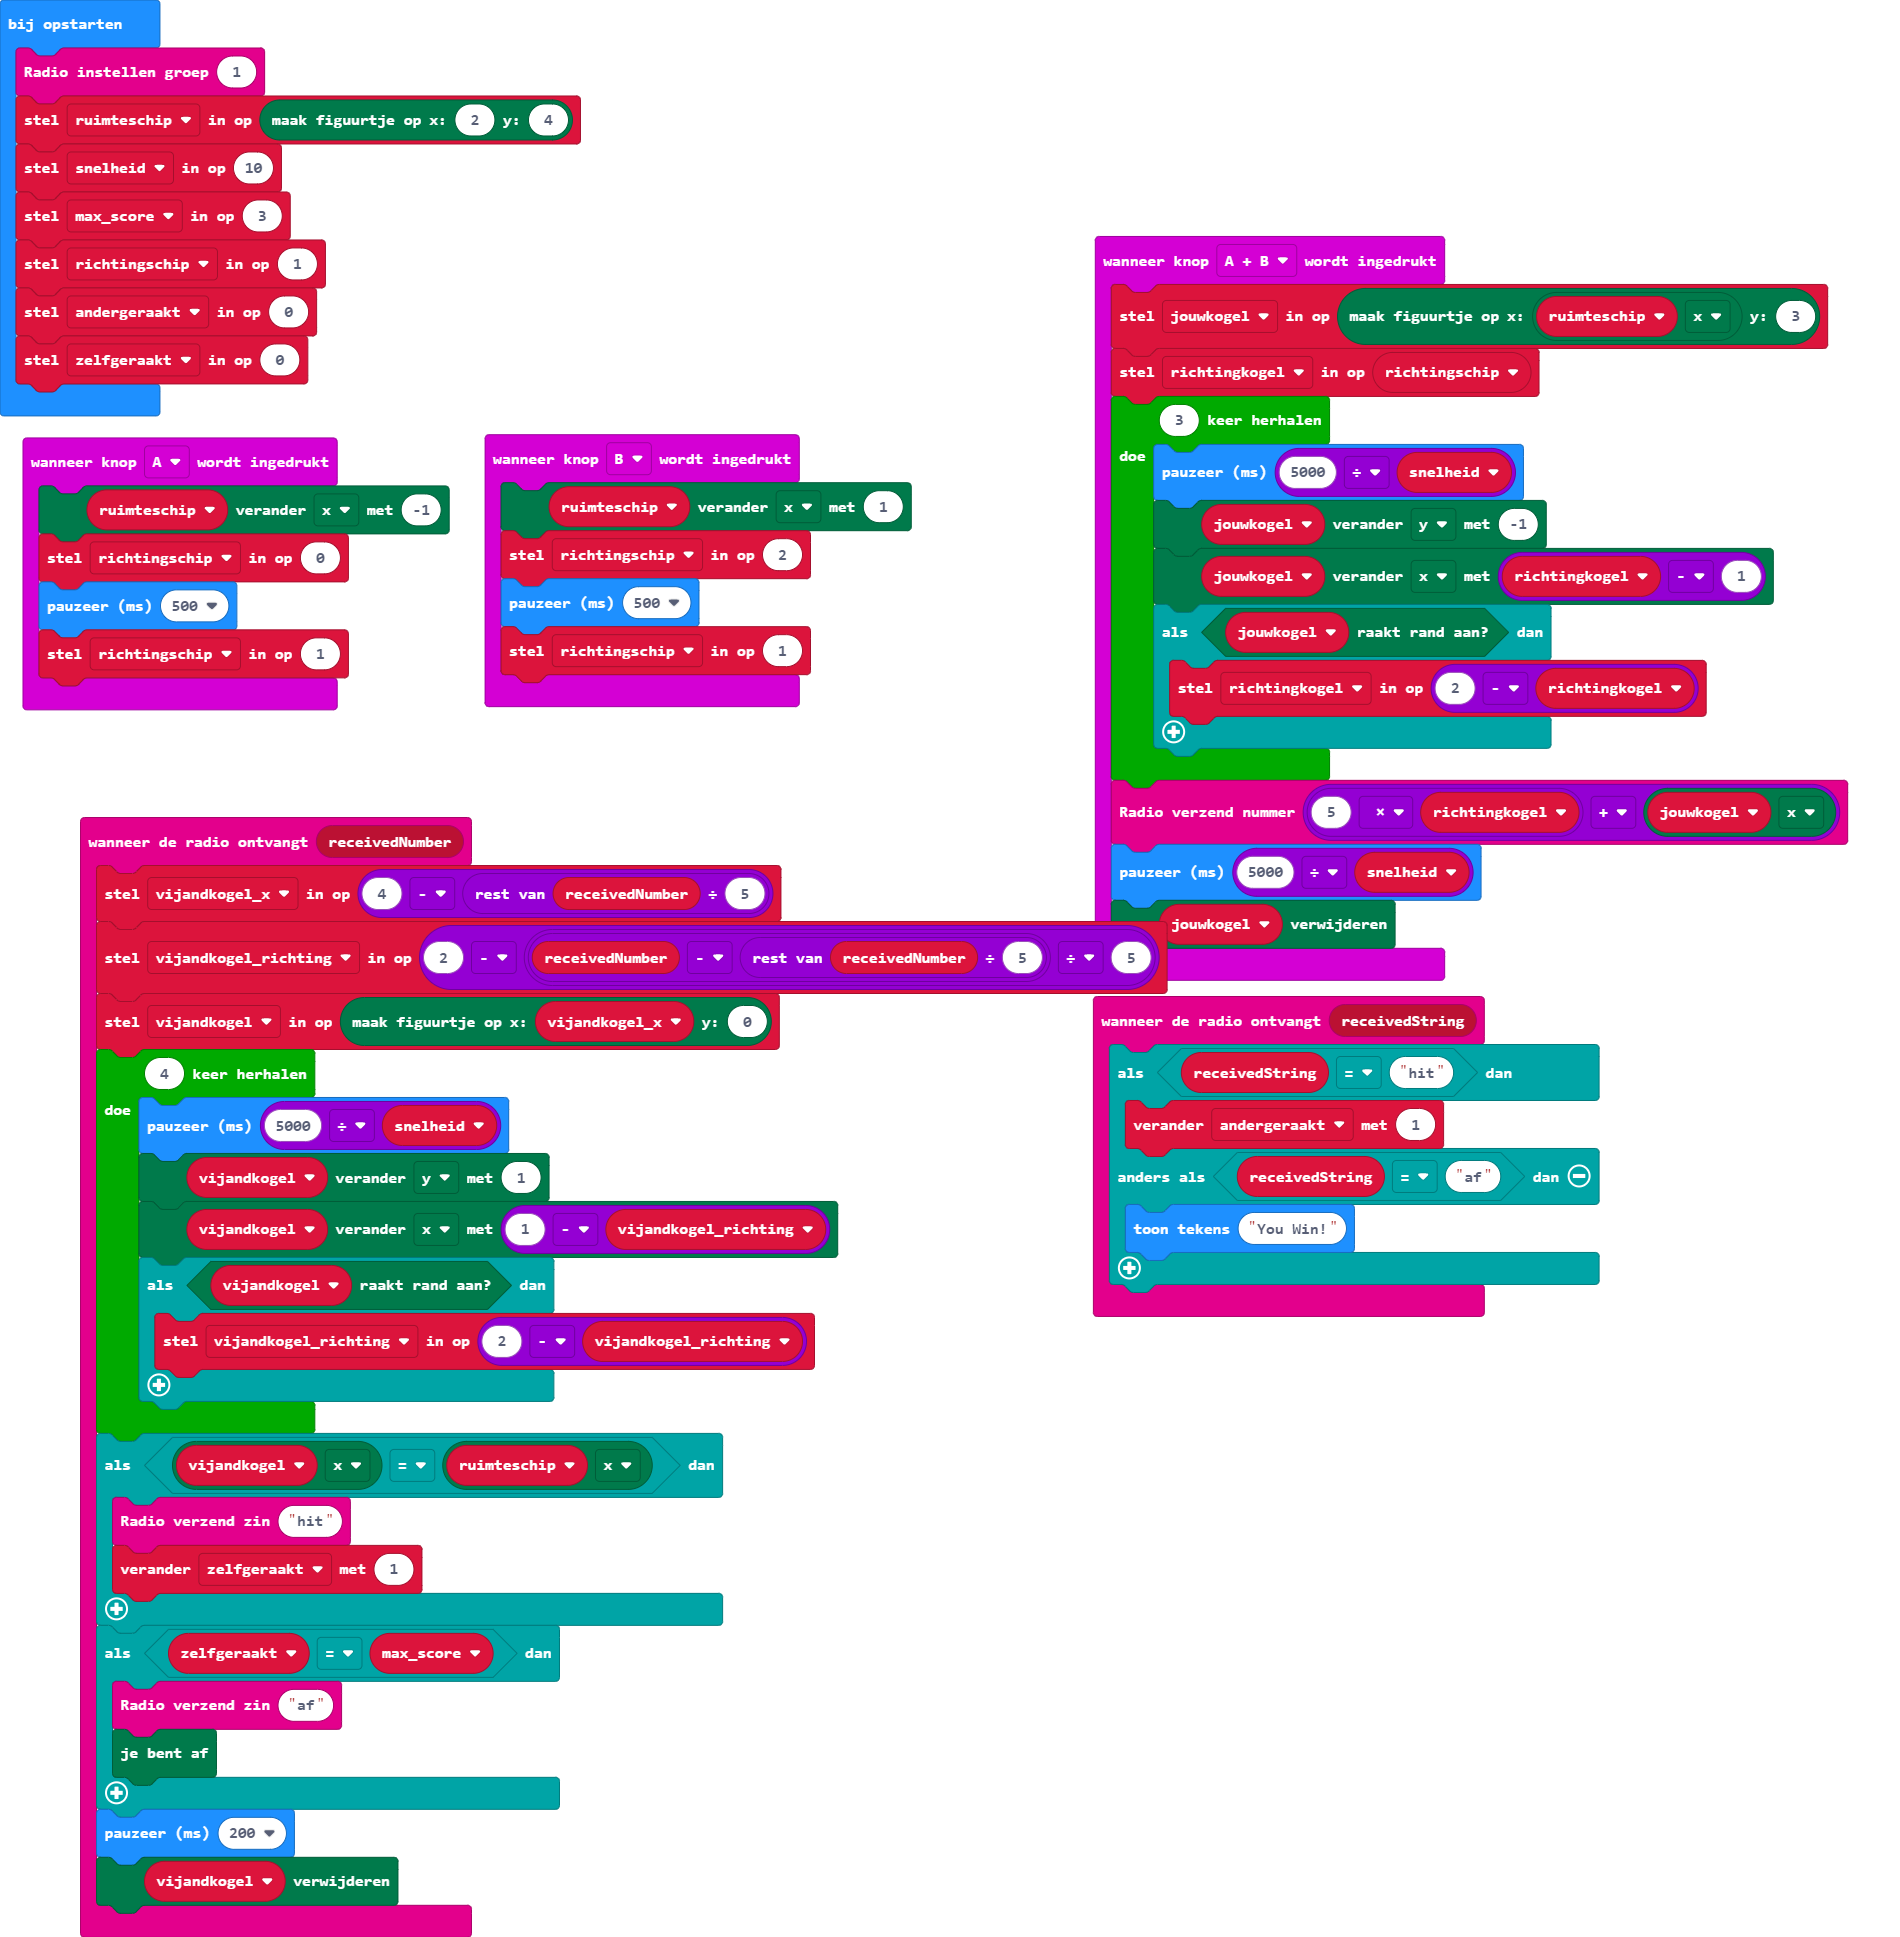 bij opstarten
Radio instellen groep 1
stel ruimteschip in op maak figuurtje op x: 2 y: 4
stel snelheid in op 10
stel max_score in op 3
stel richtingschip in op 1
stel andergeraakt in op 0
stel zelfgeraakt in op 0
wanneer knop A wordt ingedrukt
ruimteschip verander x met -1
stel richtingschip in op 0
pauzeer (ms) 500
stel richtingschip in op 1
wanneer knop B wordt ingedrukt
ruimteschip verander x met 1
stel richtingschip in op 2
pauzeer (ms) 500
stel richtingschip in op 1
wanneer knop A + B wordt ingedrukt
stel jouwkogel in op maak figuurtje op x: ruimteschip x y: 3
stel richtingkogel in op richtingschip
3 keer herhalen
doe
pauzeer (ms) 5000 ÷ snelheid
jouwkogel verander y met -1
jouwkogel verander x met richtingkogel - 1
als jouwkogel raakt rand aan? dan
stel richtingkogel in op 2 - richtingkogel
Radio verzend nummer 5 × richtingkogel + jouwkogel x
pauzeer (ms) 5000 ÷ snelheid
jouwkogel verwijderen
wanneer de radio ontvangt receivedNumber
stel vijandkogel_x in op 4 - rest van receivedNumber ÷ 5
stel vijandkogel_richting in op 2 - receivedNumber - rest van receivedNumber ÷ 5 ÷ 5
stel vijandkogel in op maak figuurtje op x: vijandkogel_x y: 0
4 keer herhalen
doe
pauzeer (ms) 5000 ÷ snelheid
vijandkogel verander y met 1
vijandkogel verander x met 1 - vijandkogel_richting
als vijandkogel raakt rand aan? dan
stel vijandkogel_richting in op 2 - vijandkogel_richting
als vijandkogel x = ruimteschip x dan
Radio verzend zin "hit"
verander zelfgeraakt met 1
als zelfgeraakt = max_score dan
Radio verzend zin "af"
je bent af
pauzeer (ms) 200
vijandkogel verwijderen
wanneer de radio ontvangt receivedString
als receivedString = "hit" dan
verander andergeraakt met 1
anders als receivedString = "af" dan
toon tekens "You Win!"